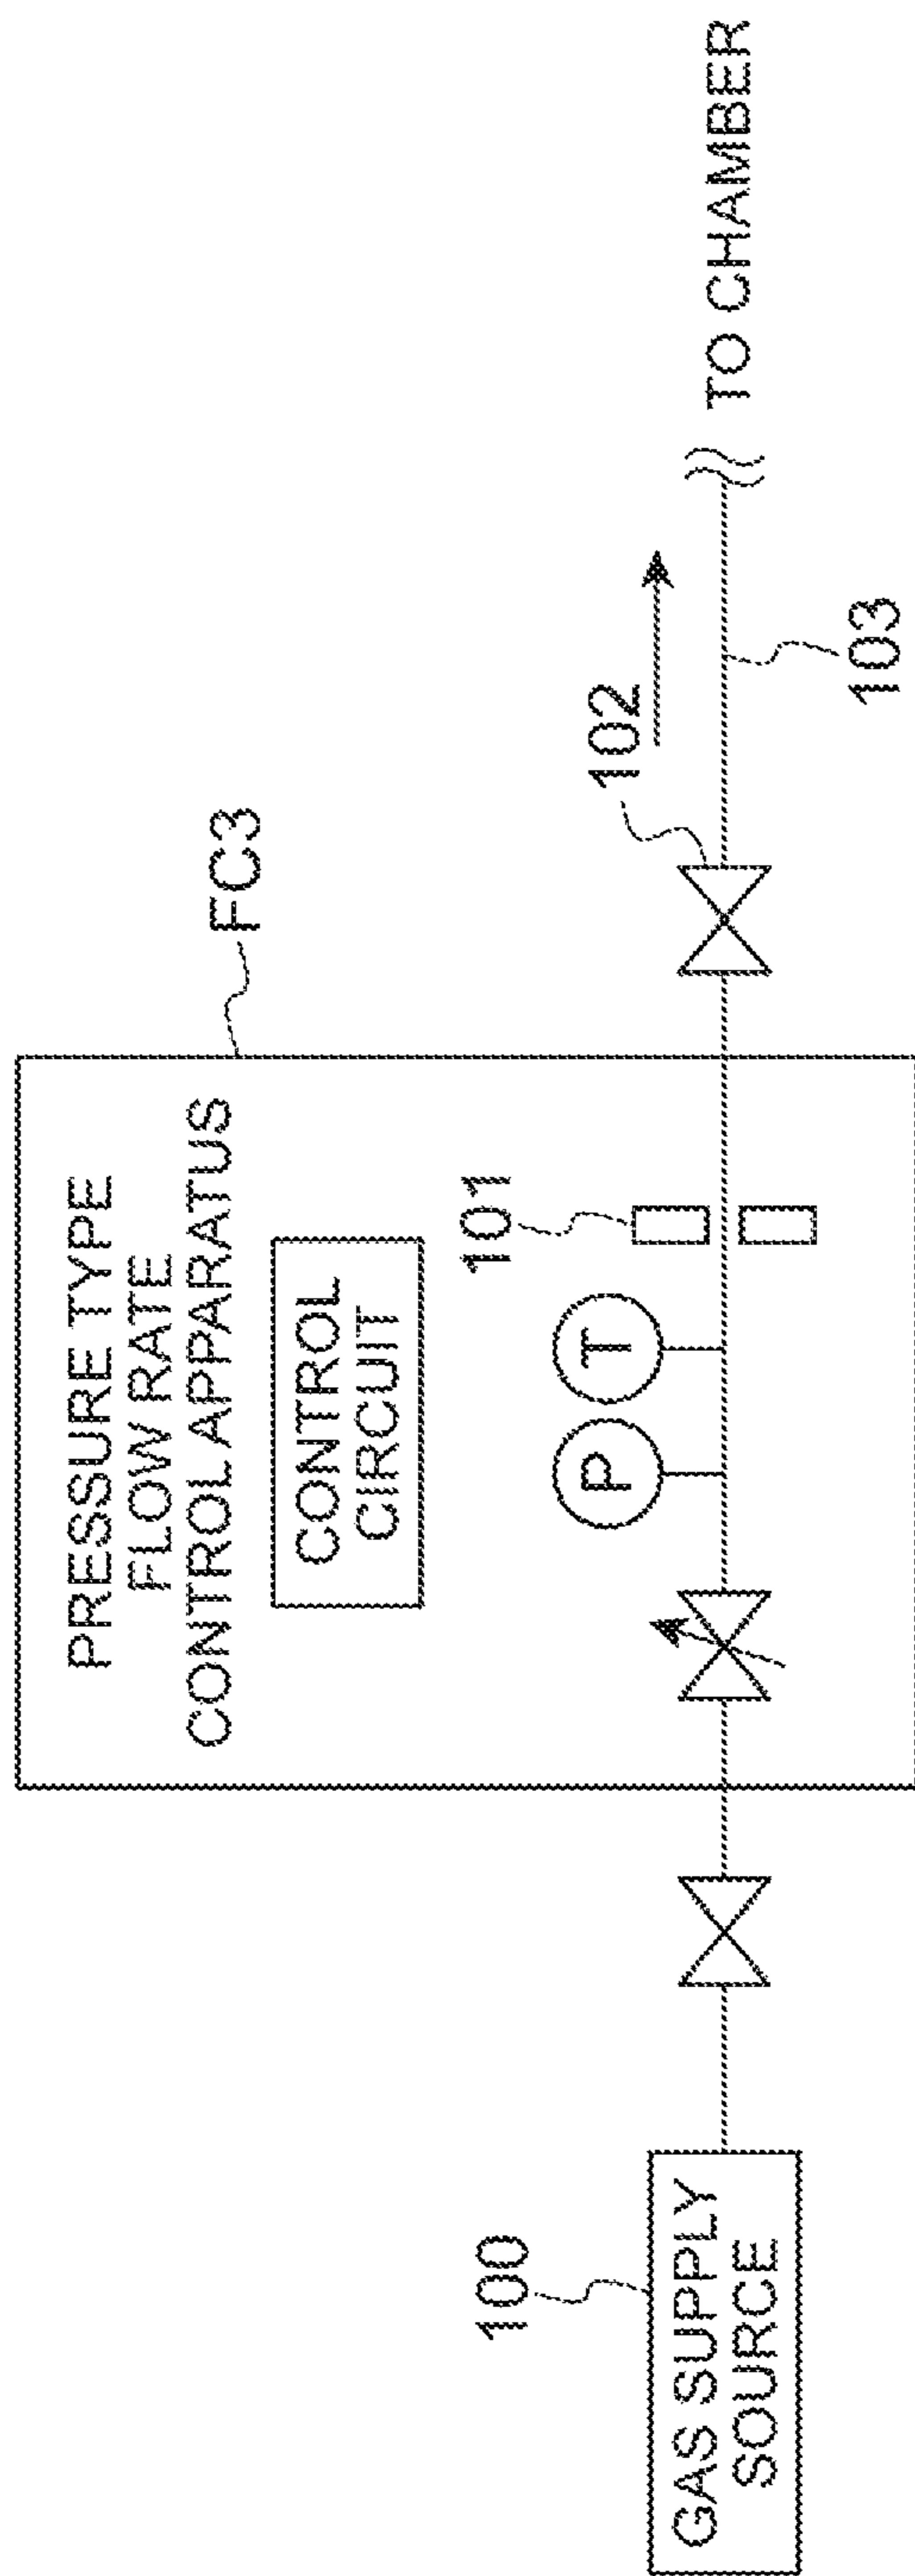 FC3
PRESSURE TYPE
FLOW RATE
CONTROL APPARATUS
CONTROL
CIRCUIT
100
101
102
P
T
GAS SUPPLY
SOURCE
TO CHAMBER
103